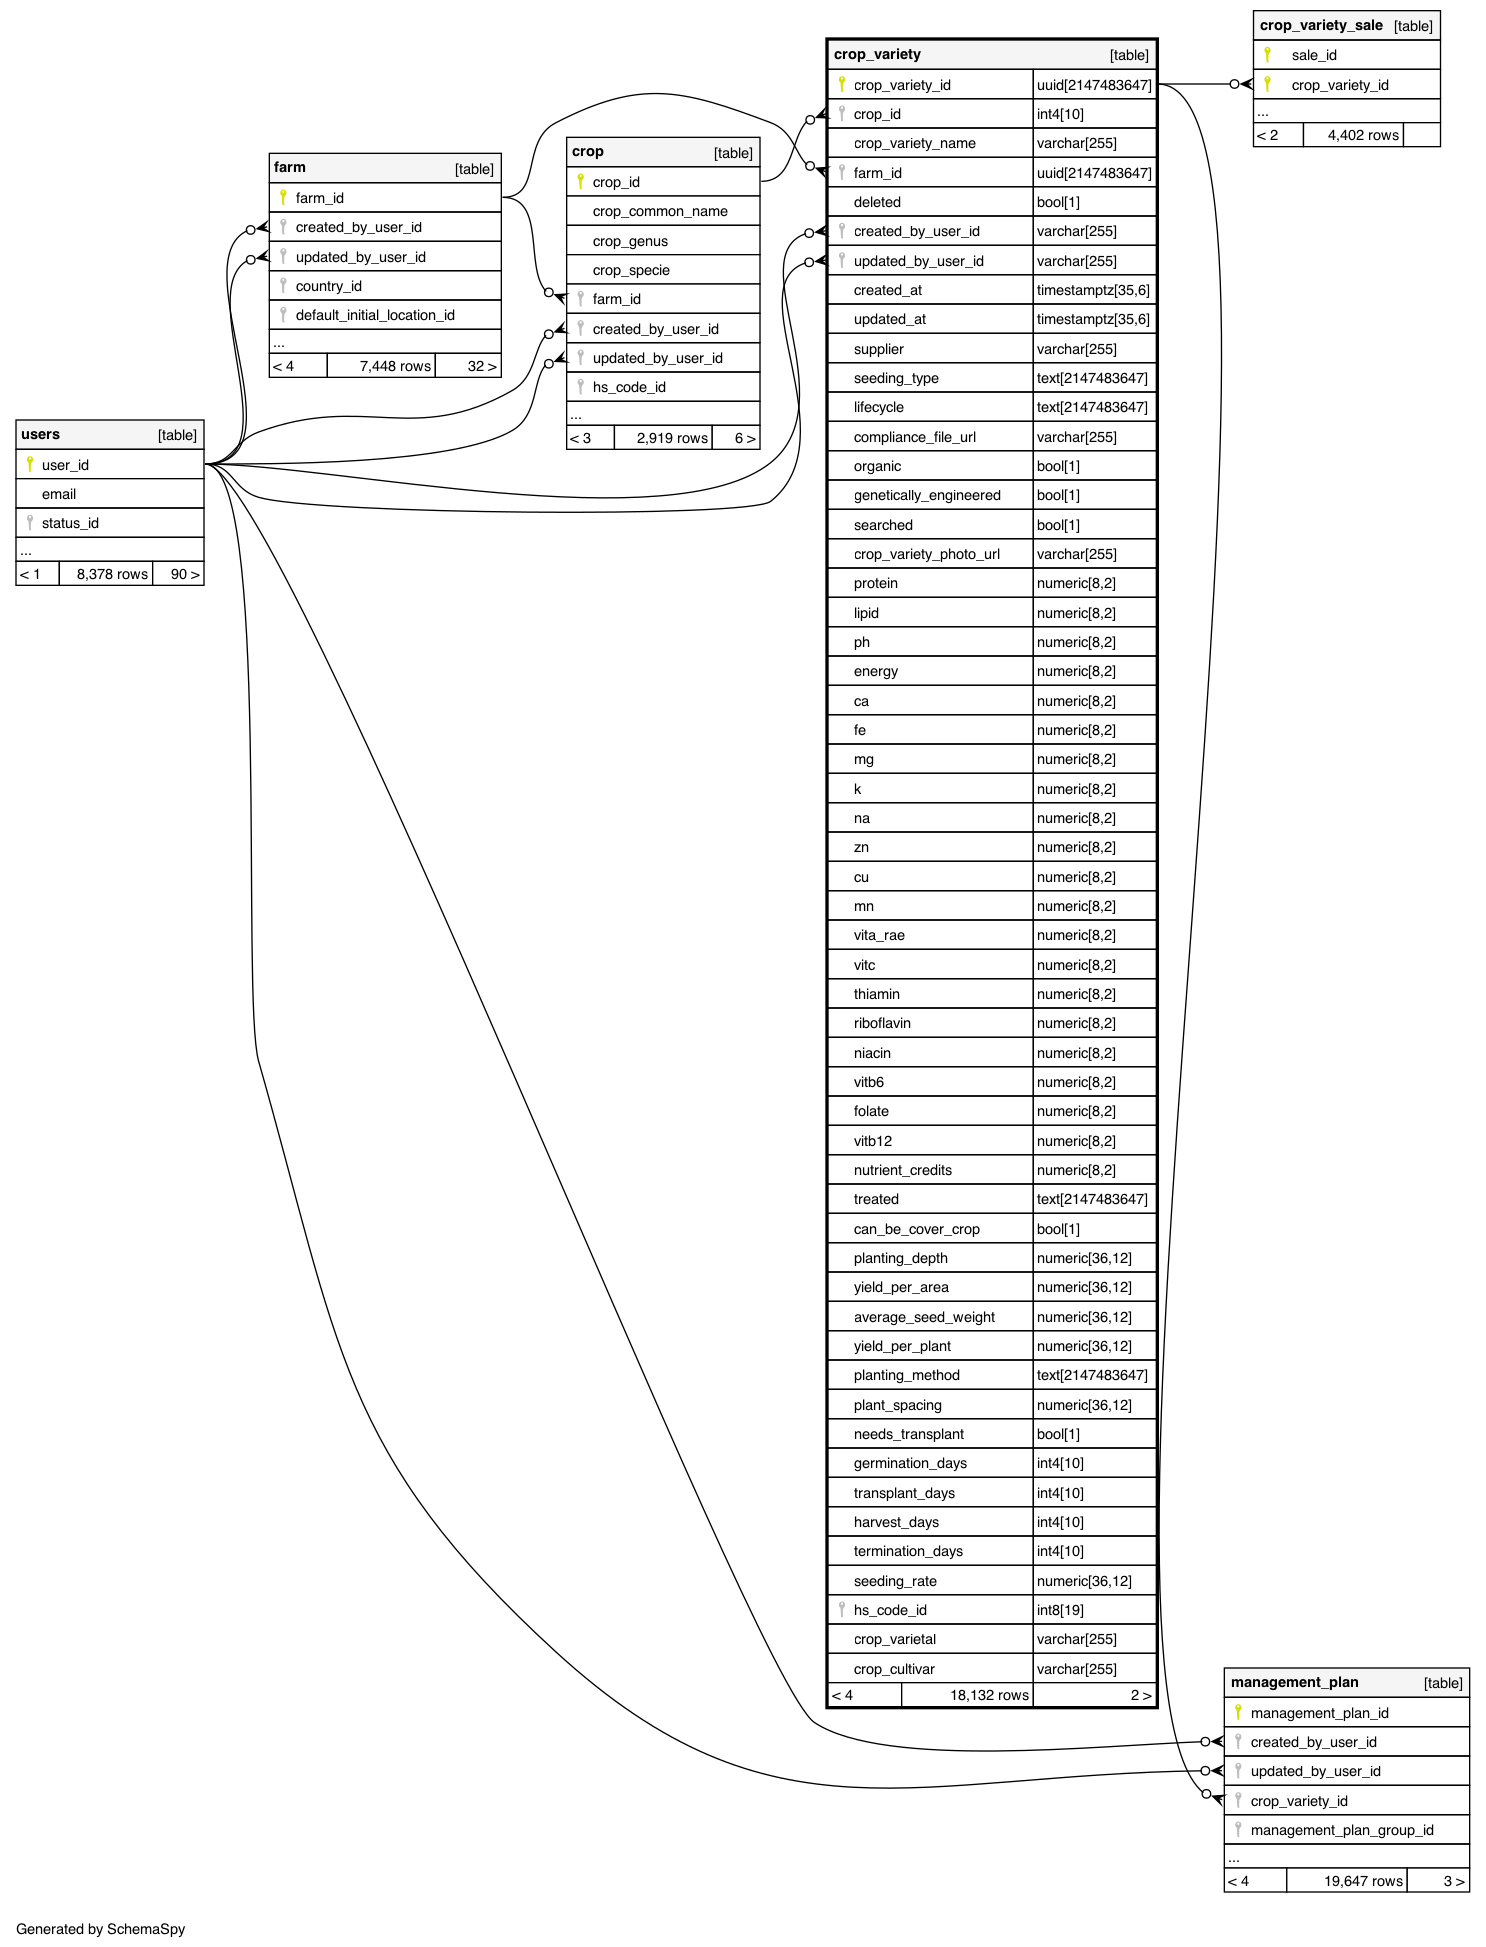 crop_variety_sale [table]
sale_id
crop_variety_id
...
< 2 4,402 rows
crop_variety [table]
crop_variety_id uuid[2147483647]
crop_id int4[10]
crop_variety_name varchar[255]
farm_id uuid[2147483647]
deleted bool[1]
created_by_user_id varchar[255]
updated_by_user_id varchar[255]
created_at timestamptz[35,6]
updated_at timestamptz[35,6]
supplier varchar[255]
seeding_type text[2147483647]
lifecycle text[2147483647]
compliance_file_url varchar[255]
organic bool[1]
genetically_engineered bool[1]
searched bool[1]
crop_variety_photo_url varchar[255]
protein numeric[8,2]
lipid numeric[8,2]
ph numeric[8,2]
energy numeric[8,2]
ca numeric[8,2]
fe numeric[8,2]
mg numeric[8,2]
k numeric[8,2]
na numeric[8,2]
zn numeric[8,2]
cu numeric[8,2]
mn numeric[8,2]
vita_rae numeric[8,2]
vitc numeric[8,2]
thiamin numeric[8,2]
riboflavin numeric[8,2]
niacin numeric[8,2]
vitb6 numeric[8,2]
folate numeric[8,2]
vitb12 numeric[8,2]
nutrient_credits numeric[8,2]
treated text[2147483647]
can_be_cover_crop bool[1]
planting_depth numeric[36,12]
yield_per_area numeric[36,12]
average_seed_weight numeric[36,12]
yield_per_plant numeric[36,12]
planting_method text[2147483647]
plant_spacing numeric[36,12]
needs_transplant bool[1]
germination_days int4[10]
transplant_days int4[10]
harvest_days int4[10]
termination_days int4[10]
seeding_rate numeric[36,12]
hs_code_id int8[19]
crop_varietal varchar[255]
crop_cultivar varchar[255]
< 4 18,132 rows 2 >
crop [table]
crop_id
crop_common_name
crop_genus
crop_specie
farm_id
created_by_user_id
updated_by_user_id
hs_code_id
...
< 3 2,919 rows 6 >
farm [table]
farm_id
created_by_user_id
updated_by_user_id
country_id
default_initial_location_id
...
< 4 7,448 rows 32 >
users [table]
user_id
email
status_id
...
< 1 8,378 rows 90 >
management_plan [table]
management_plan_id
created_by_user_id
updated_by_user_id
crop_variety_id
management_plan_group_id
...
< 4 19,647 rows 3 >
Generated by SchemaSpy